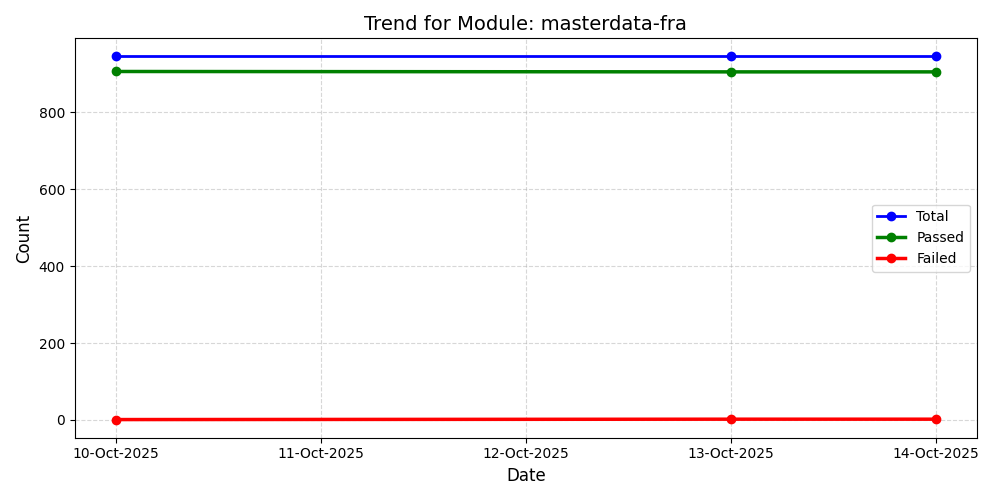 Trend for Module: masterdata-fra
Count
800
600
400
200
0
Total
Passed
Failed
10-Oct-2025
11-Oct-2025
12-Oct-2025
13-Oct-2025
14-Oct-2025
Date